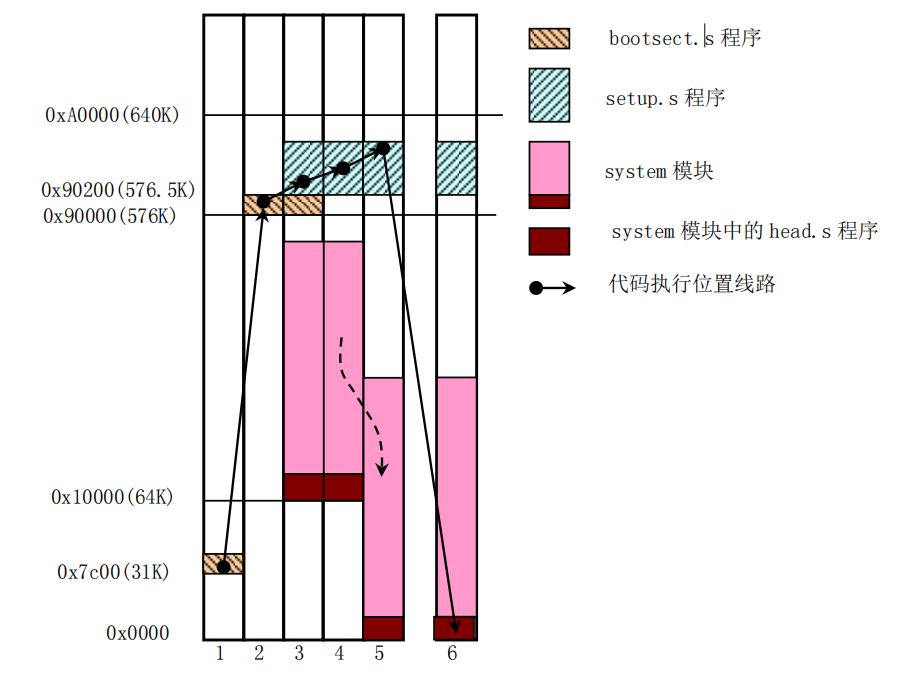 bootsect.s 程序
setup.s 程序
system 模块
system 模块中的 head.s 程序
代码执行位置线路
0xA0000(640K)
0x90200(576.5K)
0x90000(576K)
0x10000(64K)
0x7c00(31K)
0x0000
1 2 3 4 5 6